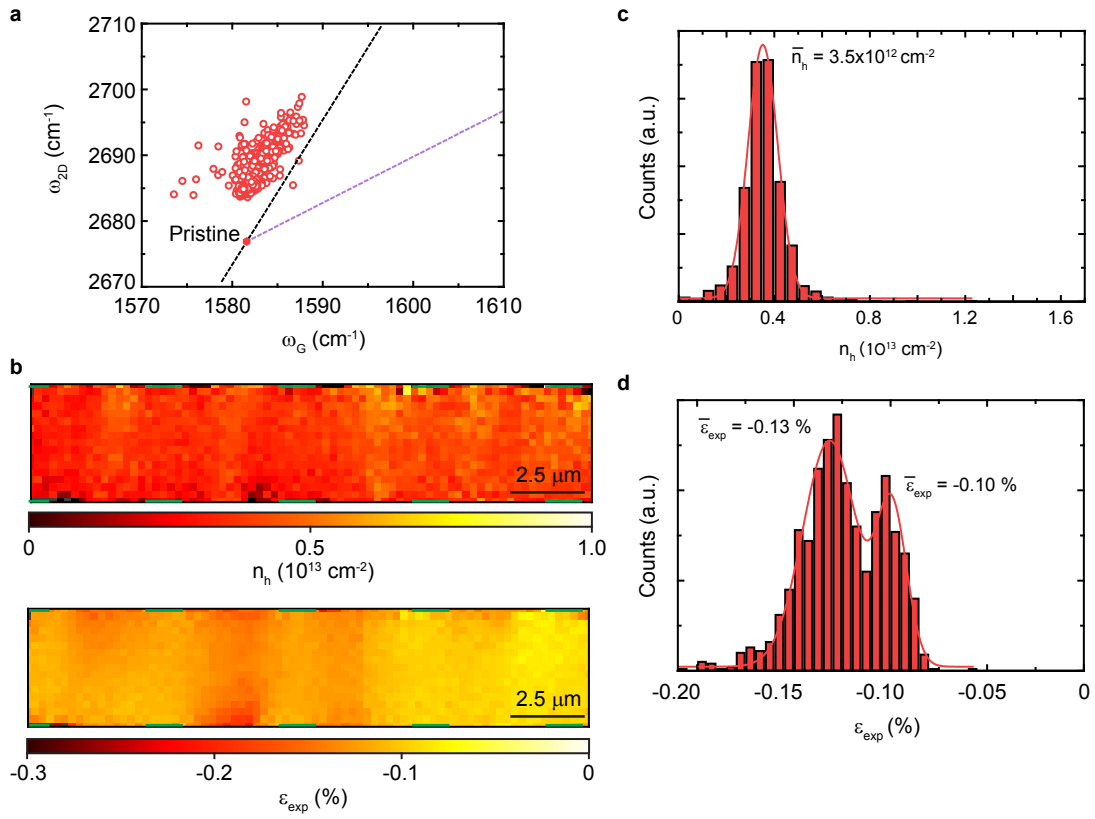 a
2710
2700
2690
2680
2670
ω2D (cm-1)
Pristine
1570
1580
1590
1600
1610
ωG (cm-1)
b
2.5 μm
0
0.5
1.0
nh (1013 cm-2)
2.5 μm
-0.3
-0.2
-0.1
0
εexp (%)
c
n̅h = 3.5x1012 cm-2
Counts (a.u.)
0
0.4
0.8
1.2
1.6
nh (1013 cm-2)
d
ε̅exp = -0.13 %
ε̅exp = -0.10 %
Counts (a.u.)
-0.20
-0.15
-0.10
-0.05
0
εexp (%)